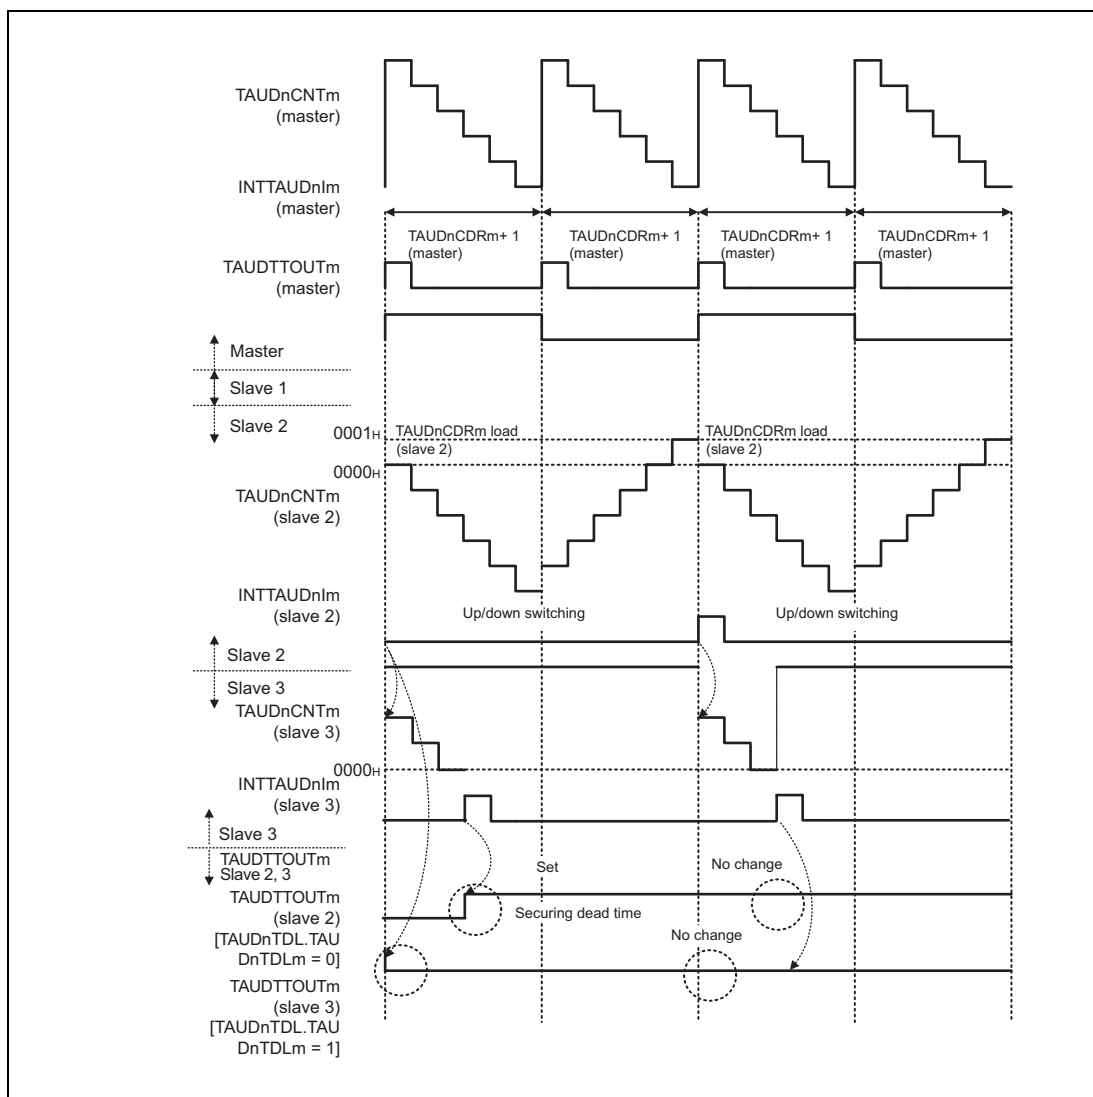 TAUDnCNTm
(master)
INTTAUDnIm
(master)
TAUDnCDRm+ 1
(master)
TAUDnCDRm+ 1
(master)
TAUDnCDRm+ 1
(master)
TAUDnCDRm+ 1
(master)
TAUDTTOUTm
(master)
Master
Slave 1
Slave 2
0001H
TAUDnCDRm load
(slave 2)
TAUDnCDRm load
(slave 2)
0000H
TAUDnCNTm
(slave 2)
INTTAUDnIm
(slave 2)
Up/down switching
Up/down switching
Slave 2
Slave 3
TAUDnCNTm
(slave 3)
0000H
INTTAUDnIm
(slave 3)
Slave 3
TAUDTTOUTm
Slave 2, 3
Set
No change
TAUDTTOUTm
(slave 2)
[TAUDnTDL.TAU
DnTDLm = 0]
Securing dead time
No change
TAUDTTOUTm
(slave 3)
[TAUDnTDL.TAU
DnTDLm = 1]